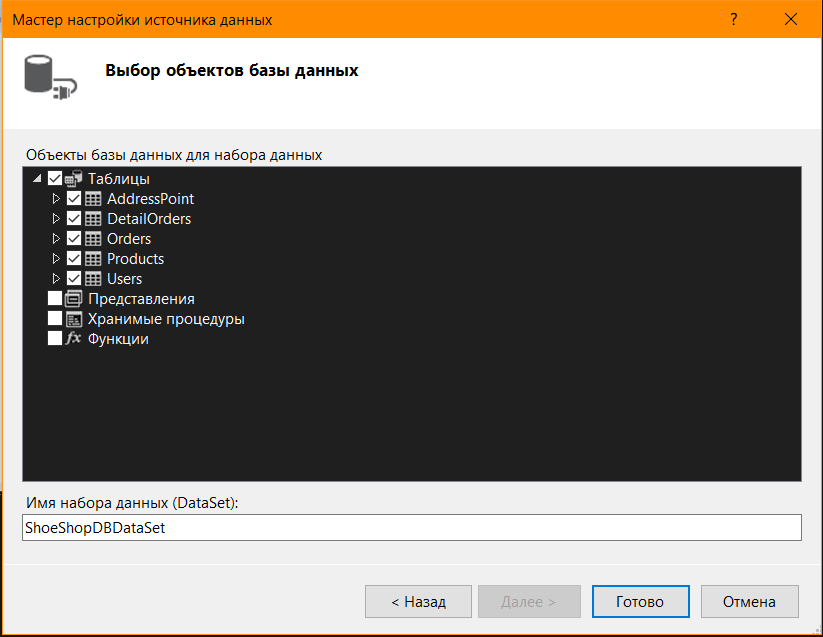 Мастер настройки источника данных
?
Выбор объектов базы данных
Объекты базы данных для набора данных
Таблицы
AddressPoint
DetailOrders
Orders
Products
Users
Представления
Хранимые процедуры
fx Функции
Имя набора данных (DataSet):
ShoeShopDBDataSet
< Назад Далее > Готово Отмена